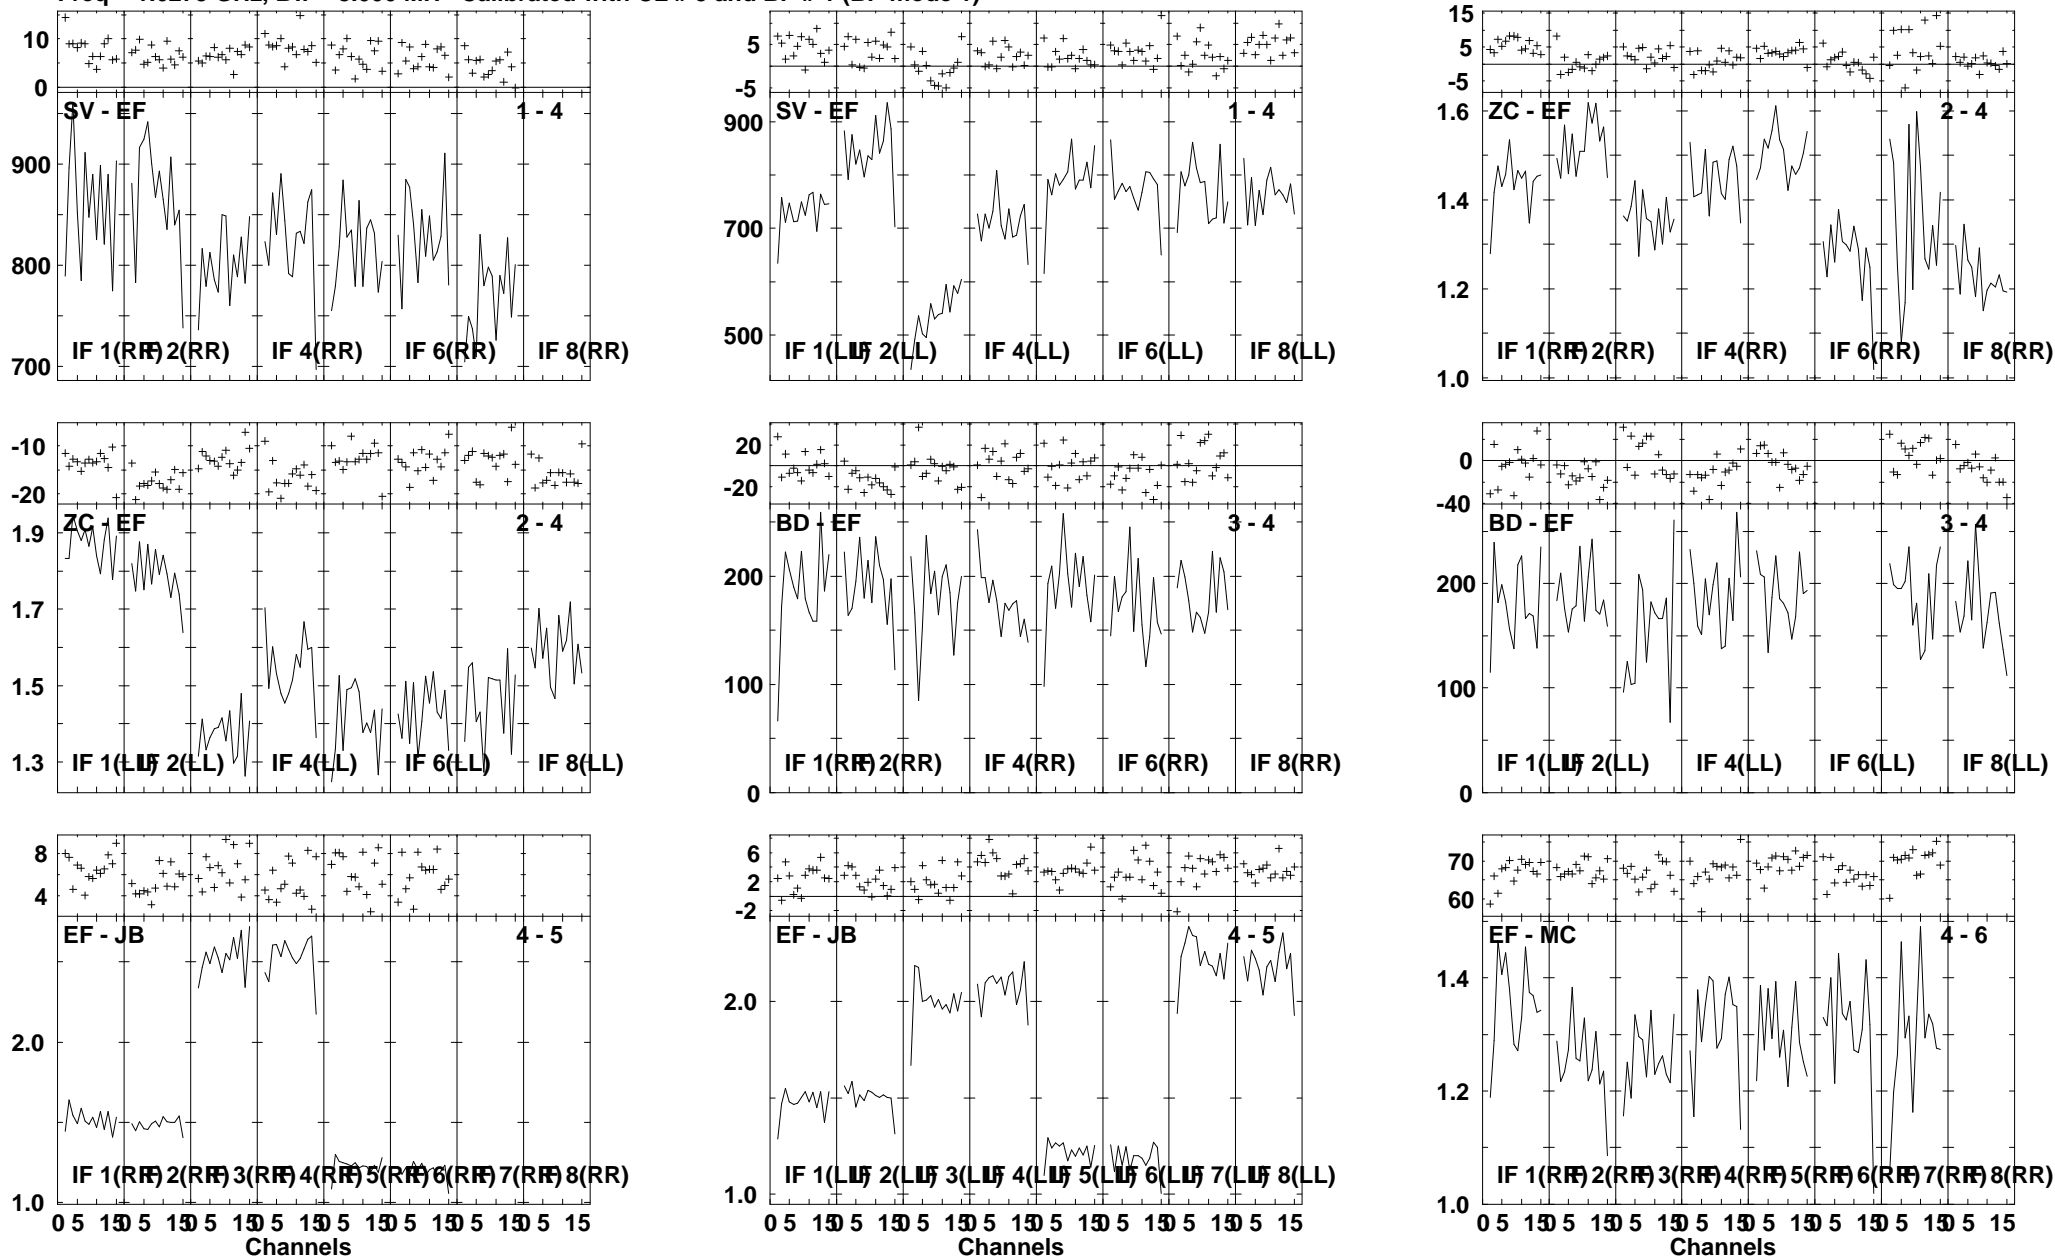 10
0
SV - EF
1 - 4
900
800
700
IF 1(RR)
IF 2(RR)
IF 4(RR)
IF 6(RR)
IF 8(RR)
5
-5
SV - EF
1 - 4
900
700
500
IF 1(LL)
IF 2(LL)
IF 4(LL)
IF 6(LL)
IF 8(LL)
15
5
-5
ZC - EF
2 - 4
1.6
1.4
1.2
1.0
IF 1(RR)
IF 2(RR)
IF 4(RR)
IF 6(RR)
IF 8(RR)
-10
-20
ZC - EF
2 - 4
1.9
1.7
1.5
1.3
IF 1(LL)
IF 2(LL)
IF 4(LL)
IF 6(LL)
IF 8(LL)
20
-20
BD - EF
3 - 4
200
100
0
IF 1(RR)
IF 2(RR)
IF 4(RR)
IF 6(RR)
IF 8(RR)
0
-40
BD - EF
3 - 4
200
100
0
IF 1(LL)
IF 2(LL)
IF 4(LL)
IF 6(LL)
IF 8(LL)
8
4
EF - JB
4 - 5
2.0
1.0
IF 1(RR)
IF 2(RR)
IF 3(RR)
IF 4(RR)
IF 5(RR)
IF 6(RR)
IF 7(RR)
IF 8(RR)
0 5 15 0 5 15 0 5 15 0 5 15
Channels
6
2
-2
EF - JB
4 - 5
2.0
1.0
IF 1(LL)
IF 2(LL)
IF 3(LL)
IF 4(LL)
IF 5(LL)
IF 6(LL)
IF 7(LL)
IF 8(LL)
0 5 15 0 5 15 0 5 15 0 5 15
Channels
70
60
EF - MC
4 - 6
1.4
1.2
1.0
IF 1(RR)
IF 2(RR)
IF 3(RR)
IF 4(RR)
IF 5(RR)
IF 6(RR)
IF 7(RR)
IF 8(RR)
0 5 15 0 5 15 0 5 15 0 5 15
Channels